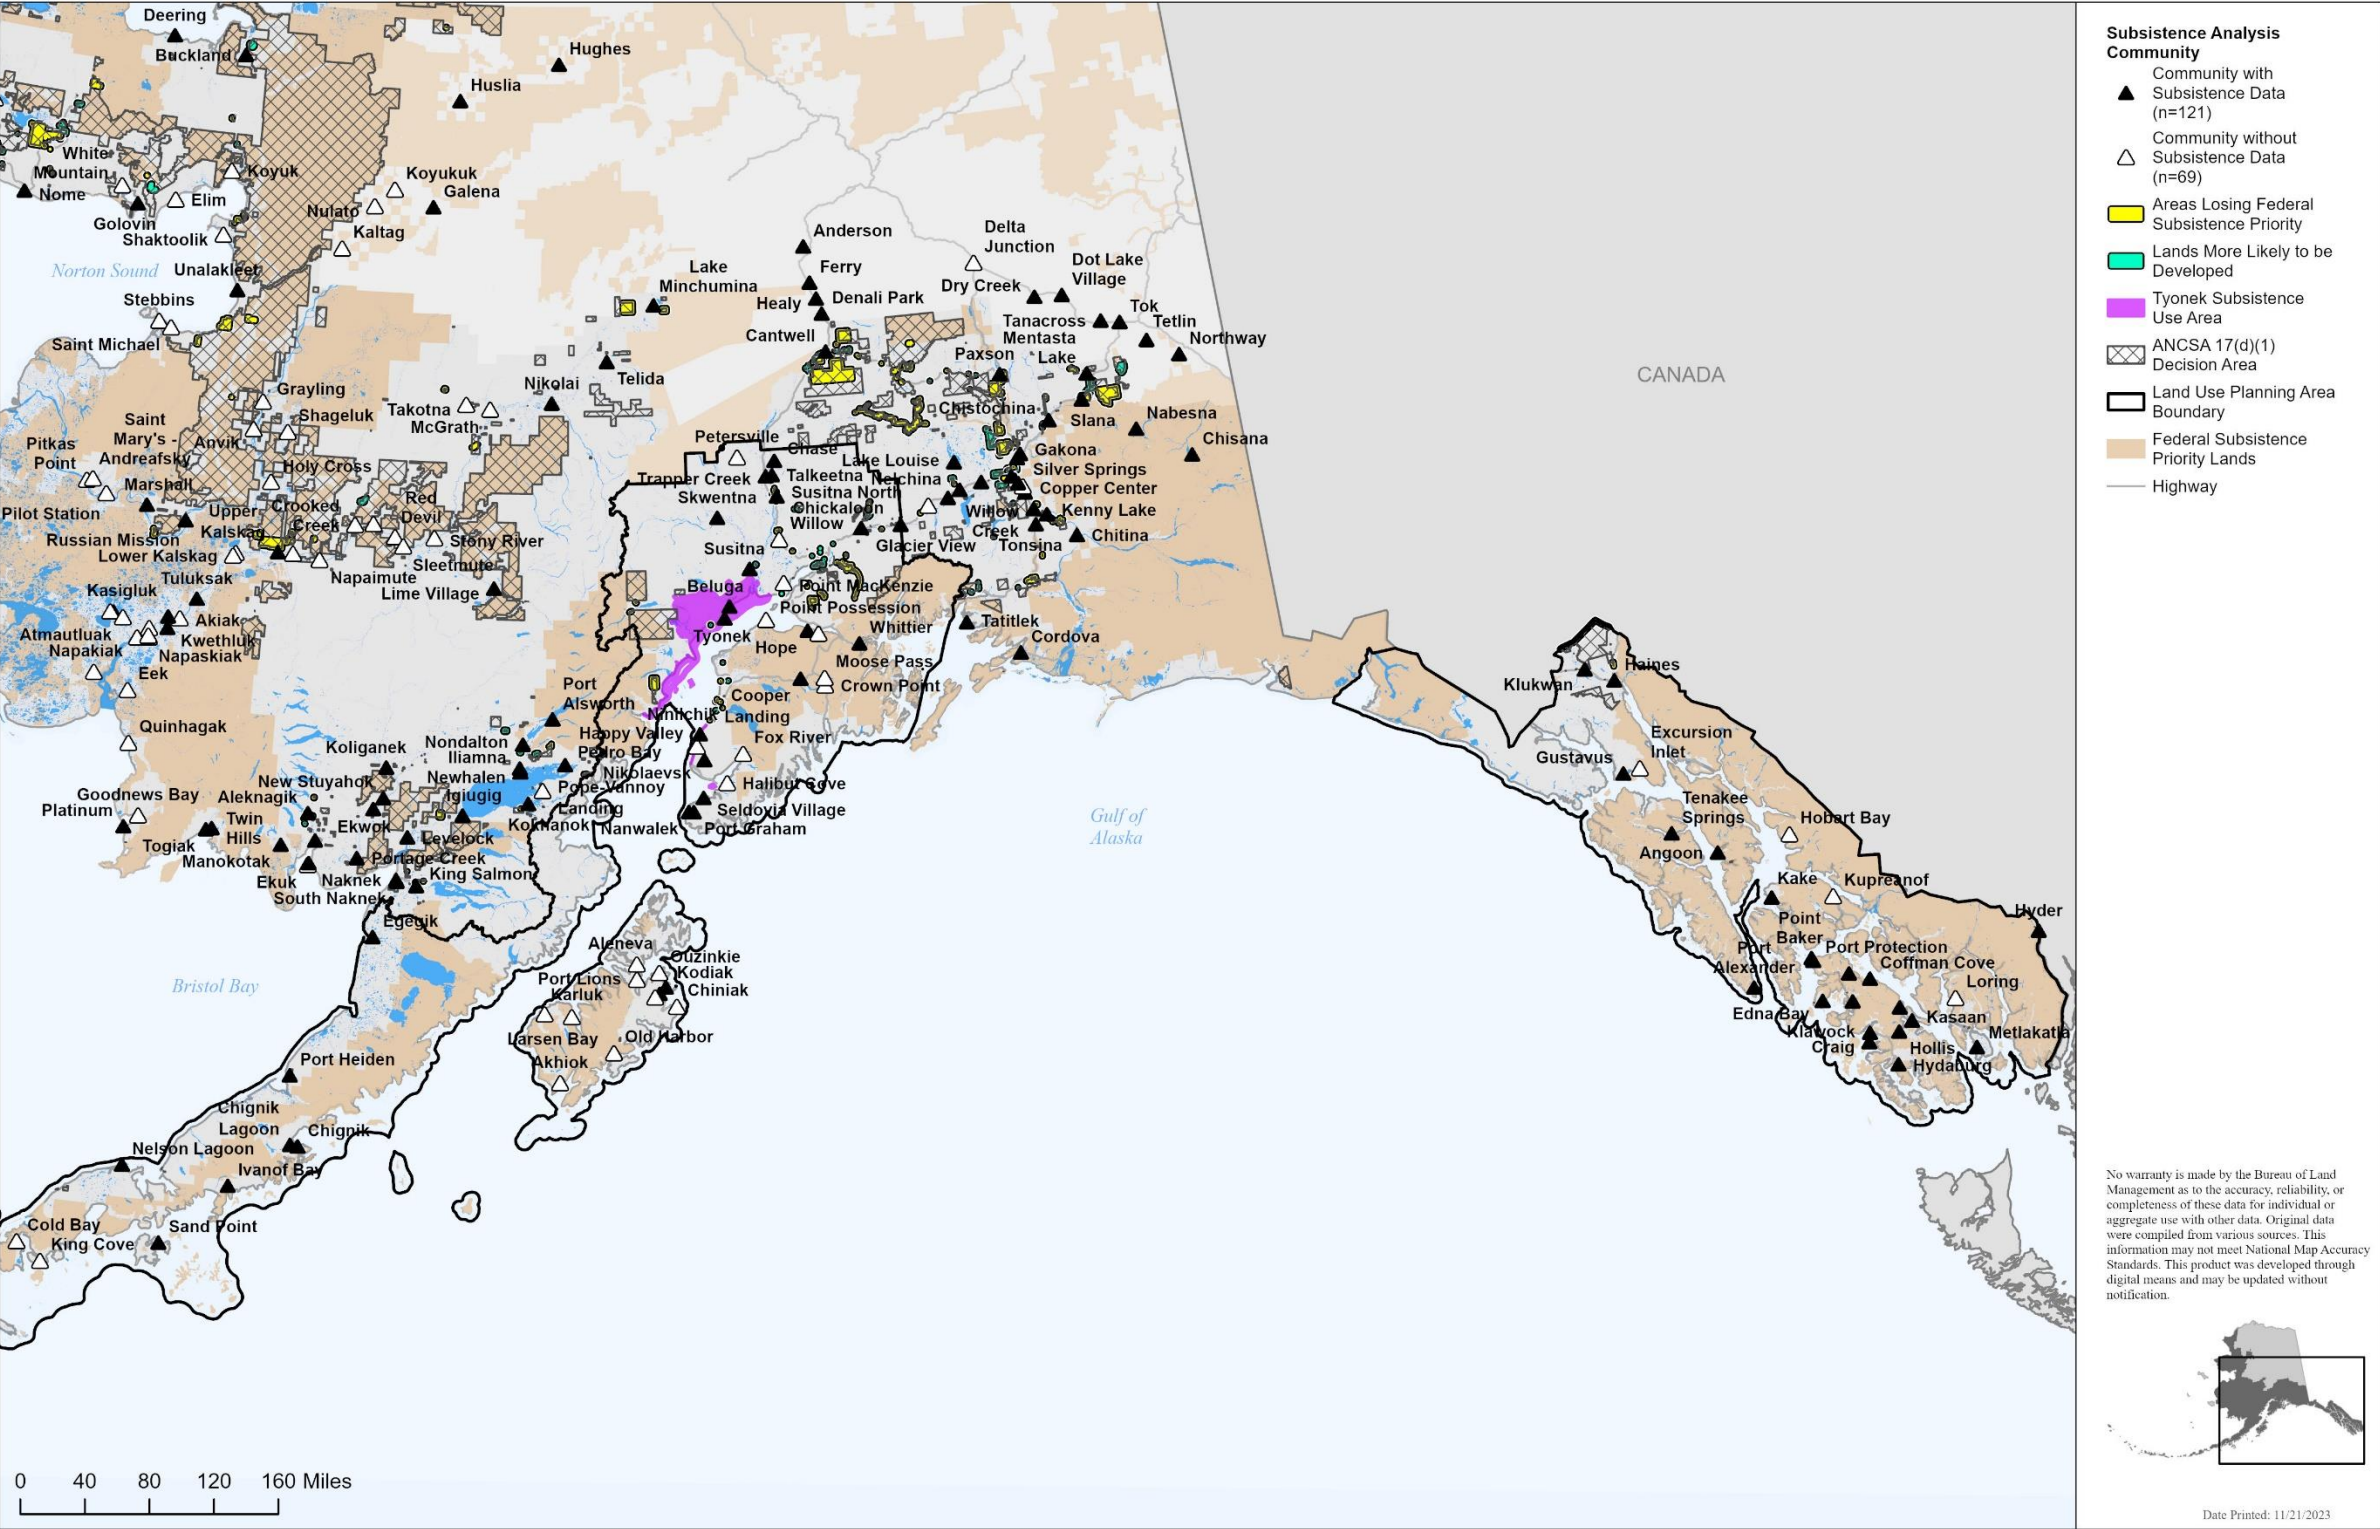 Deering
Buckland
Hughes
Huslia
White
Mountain
Nome
Koyuk
Elim
Golovin
Shaktoolik
Koyukuk
Galena
Nulato
Kaltag
Norton Sound
Unalakleet
Stebbins
Saint Michael
Anderson
Delta
Junction
Ferry
Lake
Minchumina
Healy
Denali Park
Dry Creek
Dot Lake
Village
Tok
Cantwell
Tanacross
Tetlin
Mentasta
Lake
Northway
Paxson
CANADA
Grayling
Shageluk
Takotna
McGrath
Nikolai
Telida
Chistochina
Slana
Nabesna
Chisana
Saint
Mary's -
Andreafsky
Pitkas
Point
Anvik
Holy Cross
Marshall
Pilot Station
Russian Mission
Lower Kalskag
Upper
Kalskag
Crooked
Creek
Red
Devil
Stony River
Sleetmute
Napaimute
Lime Village
Petersville
Chase
Lake Louise
Trapper Creek
Talkeetna
Nelchina
Skwentna
Susitna North
Chickaloon
Willow
Susitna
Glacier View
Gakona
Silver Springs
Copper Center
Willow
Creek
Kenny Lake
Tonsina
Chitina
Tuluksak
Kasigluk
Akiak
Atmautluak
Kwethluk
Napakiak
Napaskiak
Eek
Quinhagak
Beluga
Point MacKenzie
Point Possession
Tyonek
Whittier
Hope
Moose Pass
Crown Point
Cooper
Landing
Tatitlek
Cordova
Port
Alsworth
Ninilchik
Happy Valley
Fox River
Nondalton
Iliamna
Pedro Bay
Newhalen
Nikolaevsk
Igiugig
Pope-Vannoy
Landing
Halibut Cove
Kokhanok
Seldovia Village
Nanwalek
Port Graham
Koliganek
New Stuyahok
Goodnews Bay
Aleknagik
Platinum
Twin
Hills
Togiak
Manokotak
Ekwok
Levelock
Portage Creek
Ekuk
Naknek
King Salmon
South Naknek
Egegik
Bristol Bay
Aleneva
Ouzinkie
Kodiak
Port Lions
Chiniak
Karluk
Larsen Bay
Old Harbor
Akhiok
Port Heiden
Chignik
Lagoon
Chignik
Nelson Lagoon
Ivanof Bay
Cold Bay
Sand Point
King Cove
Gulf of
Alaska
Haines
Klukwan
Excursion
Inlet
Gustavus
Tenakee
Springs
Hobart Bay
Angoon
Kake
Kupreanof
Hyder
Point
Baker
Port
Alexander
Port Protection
Coffman Cove
Loring
Edna Bay
Kasaan
Klawock
Metlakatla
Craig
Hollis
Hydaburg
0 40 80 120 160 Miles
Subsistence Analysis
Community
Community with
Subsistence Data
(n=121)
Community without
Subsistence Data
(n=69)
Areas Losing Federal
Subsistence Priority
Lands More Likely to be
Developed
Tyonek Subsistence
Use Area
ANCSA 17(d)(1)
Decision Area
Land Use Planning Area
Boundary
Federal Subsistence
Priority Lands
Highway
No warranty is made by the Bureau of Land
Management as to the accuracy, reliability, or
completeness of these data for individual or
aggregate use with other data. Original data
were compiled from various sources. This
information may not meet National Map Accuracy
Standards. This product was developed through
digital means and may be updated without
notification.
Date Printed: 11/21/2023